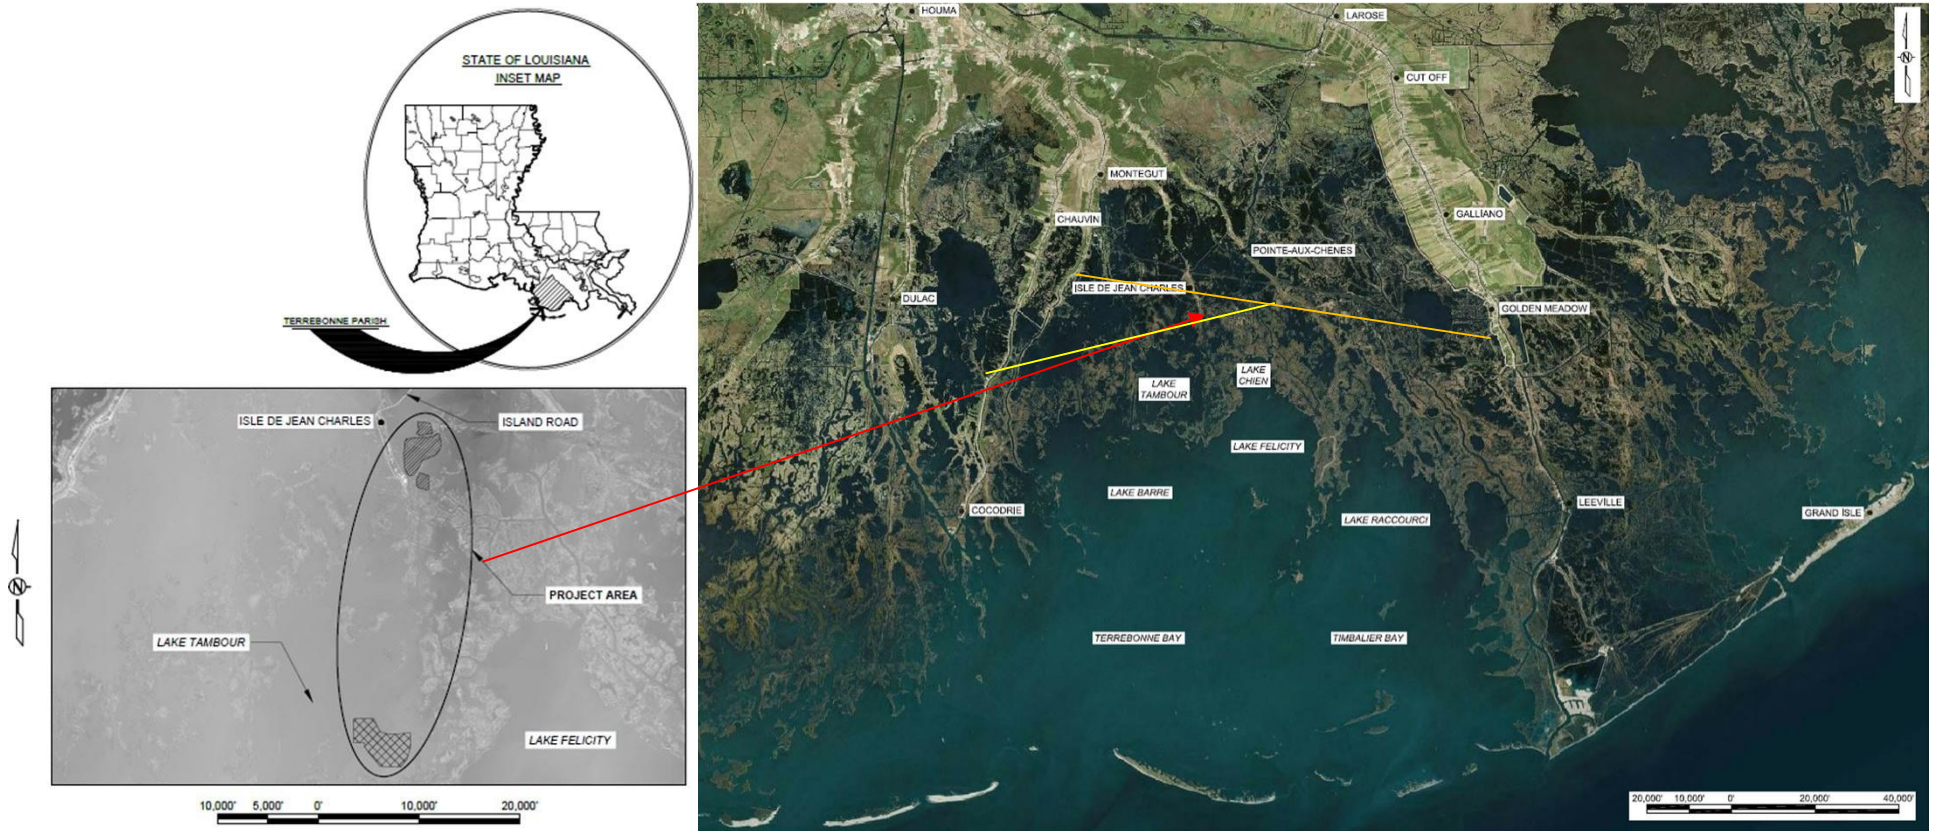 STATE OF LOUISIANA
INSET MAP
TERREBONNE PARISH
ISLE DE JEAN CHARLES
ISLAND ROAD
PROJECT AREA
LAKE TAMBOUR
LAKE FELICITY
N
10,000' 5,000' 0' 10,000' 20,000'
HOUMA
LAROSE
N
CUT OFF
MONTEGUT
CHAUVIN
GALLIANO
POINTE-AUX-CHENES
ISLE DE JEAN CHARLES
DULAC
GOLDEN MEADOW
LAKE
TAMBOUR
LAKE
CHIEN
LAKE FELICITY
LAKE BARRE
COCODRIE
LAKE RACCOURCI
LEEVILLE
GRAND ISLE
TERREBONNE BAY
TIMBALIER BAY
20,000' 10,000' 0' 20,000' 40,000'